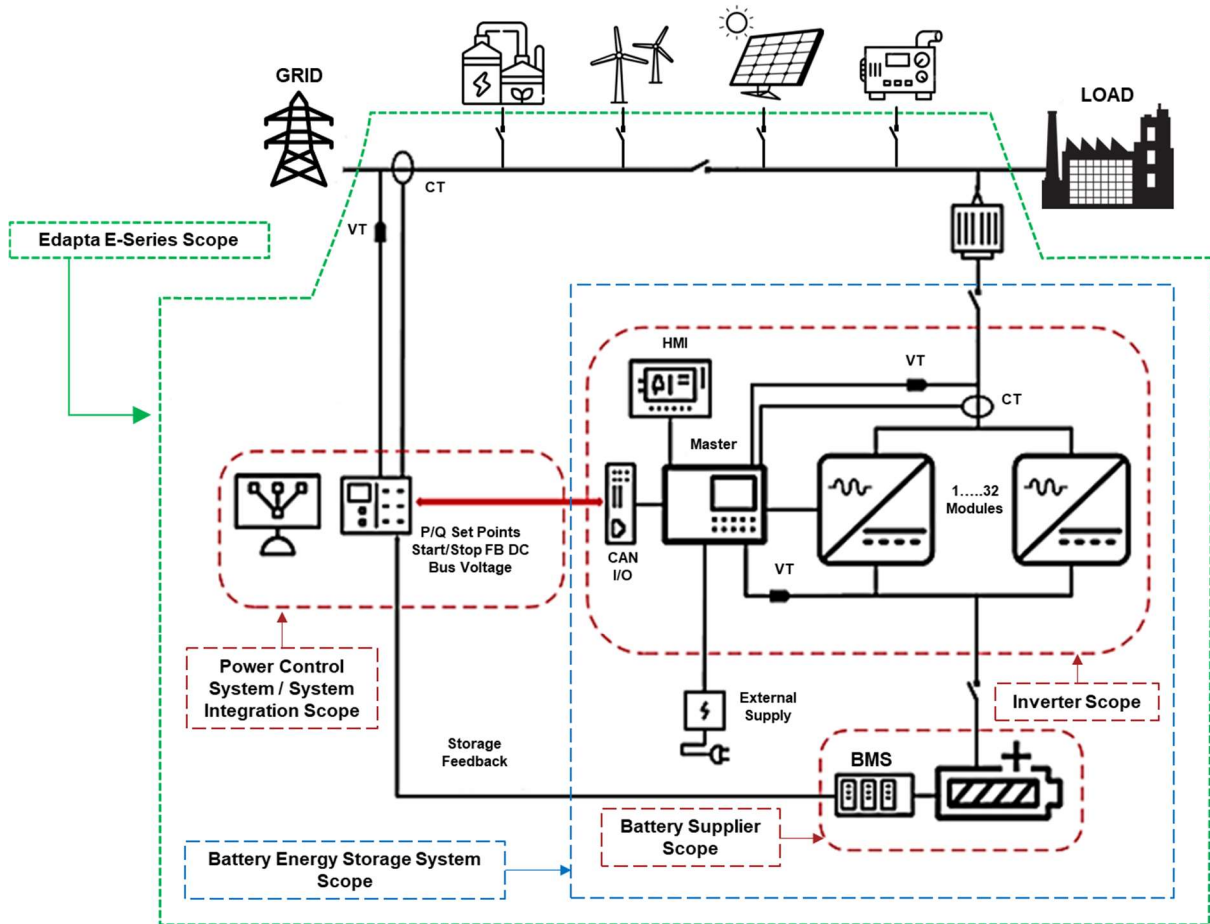 GRID
LOAD
CT
VT
Edapta E-Series Scope
HMI
VT
CT
Master
1.....32
Modules
P/Q Set Points
Start/Stop FB DC
Bus Voltage
CAN
I/O
VT
Power Control
System / System
Integration Scope
External
Supply
Inverter Scope
Storage
Feedback
BMS
Battery Supplier
Scope
Battery Energy Storage System
Scope